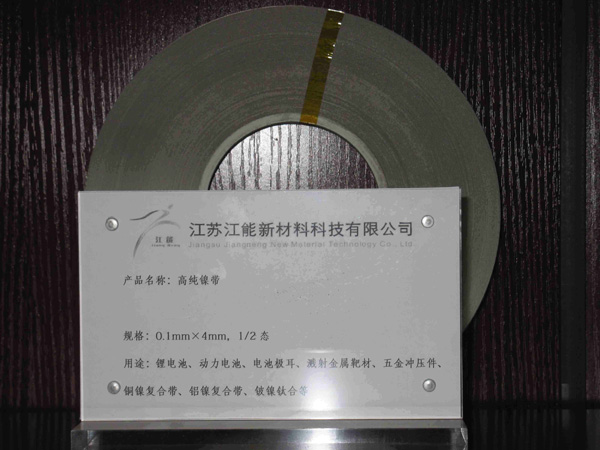 江苏江能新材料科技有限公司
Jiangsu Jiangneng New Material Technology Co., Ltd.
产品名称：高纯镍带
规格：0.1mm×4mm，1/2 态
用途：锂电池、动力电池、电池极耳、溅射金属靶材、五金冲压件、
铜镍复合带、铝镍复合带、铍镍钛合等